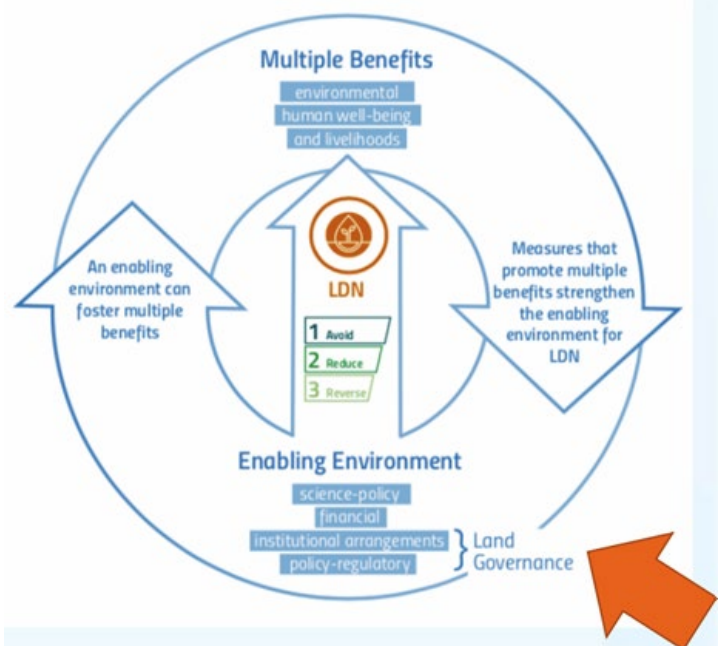 Multiple Benefits
environmental
human well-being
and livelihoods
An enabling
environment can
foster multiple
benefits
LDN
1 Avoid
2 Reduce
3 Reverse
Measures that
promote multiple
benefits strengthen
the enabling
environment for
LDN
Enabling Environment
science-policy
financial
institutional arrangements
policy-regulatory
Land
Governance